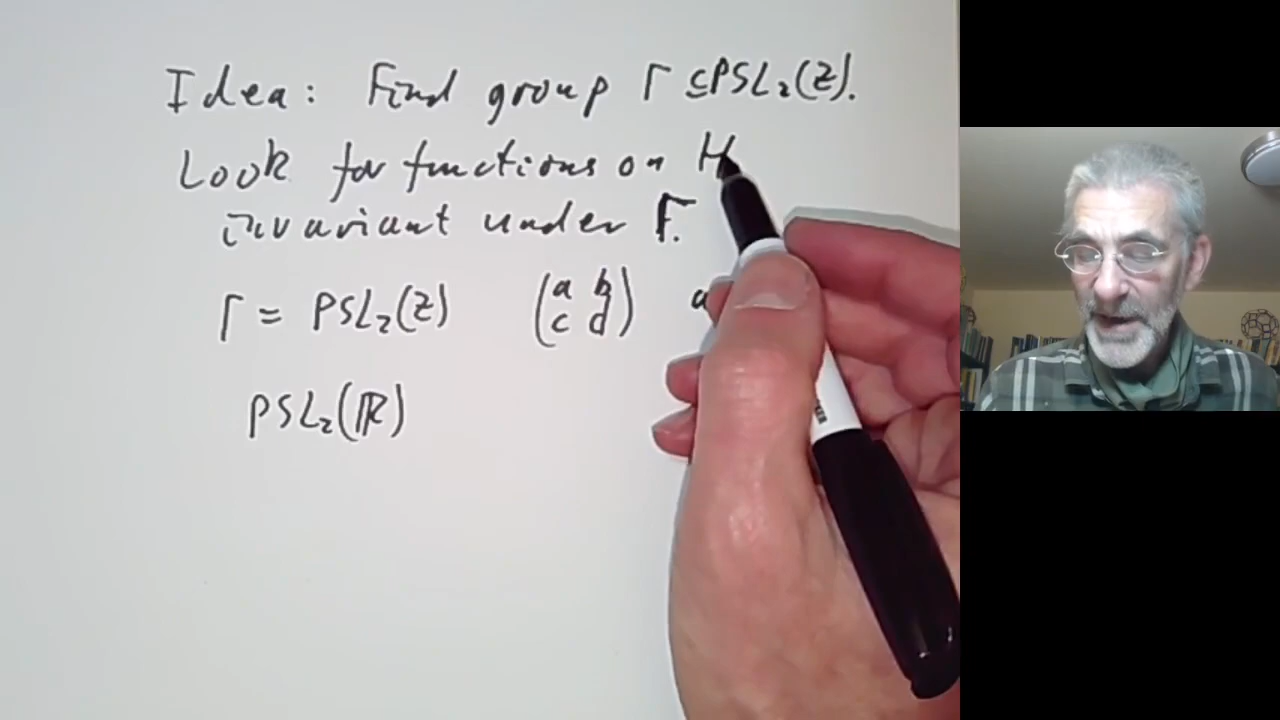 Idea: Find group Γ ⊆ PSL₂(Z).
Look for functions on H
invariant under Γ.
Γ = PSL₂(Z) (a b
c d) a
PSL₂(ℝ)